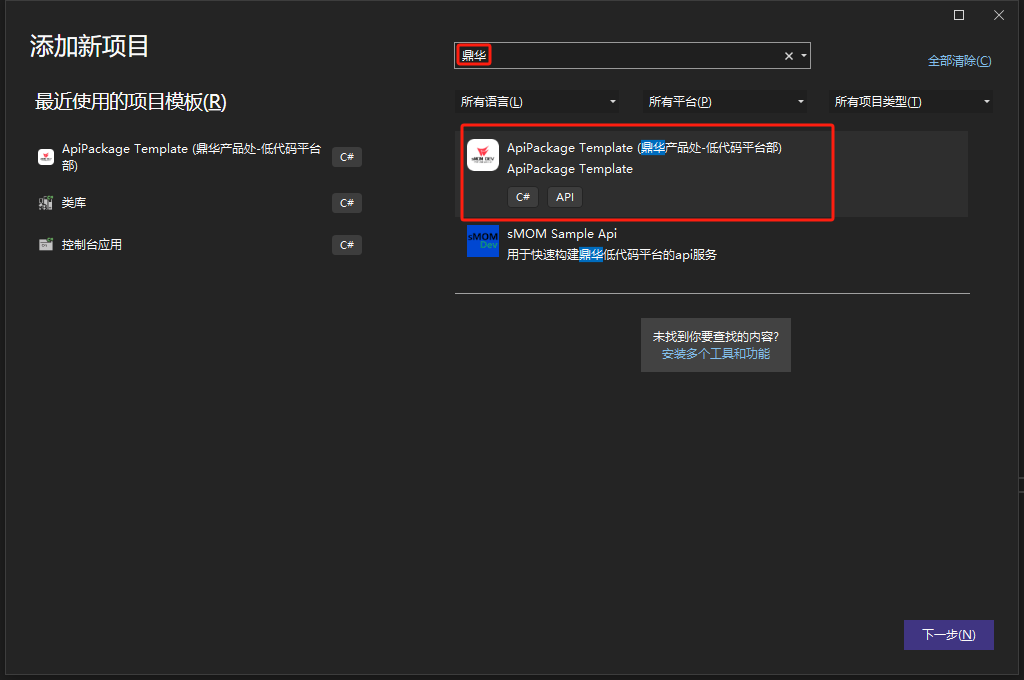 添加新项目
鼎华
全部清除(C)
最近使用的项目模板(R)
所有语言(L)
所有平台(P)
所有项目类型(T)
ApiPackage Template (鼎华产品处-低代码平台部)
C#
类库
C#
控制台应用
C#
ApiPackage Template (鼎华产品处-低代码平台部)
ApiPackage Template
C#
API
sMOM Sample Api
用于快速构建鼎华低代码平台的api服务
sMOM
Dev
未找到你要查找的内容?
安装多个工具和功能
下一步(N)